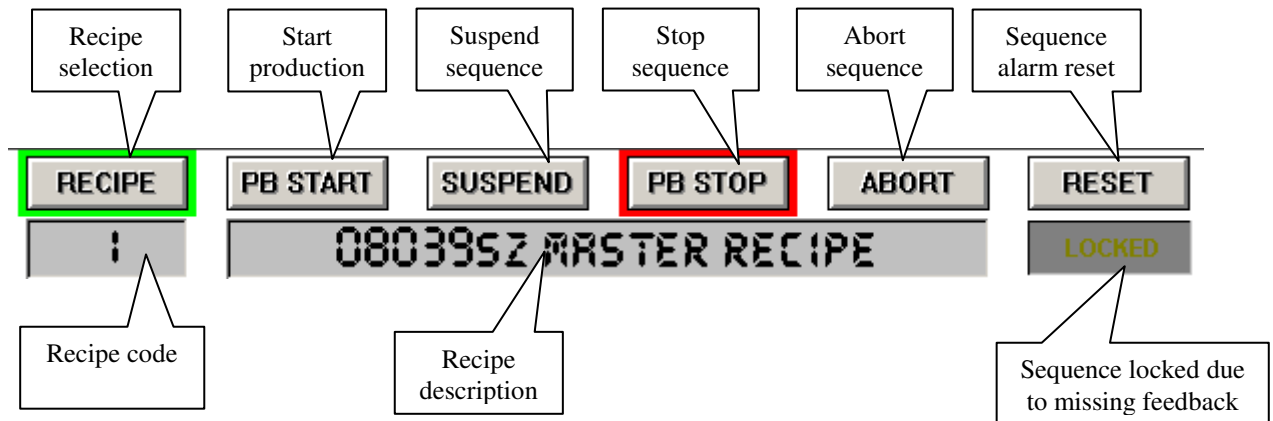 Recipe
selection
Start
production
Suspend
sequence
Stop
sequence
Abort
sequence
Sequence
alarm reset
RECIPE
PB START
SUSPEND
PB STOP
ABORT
RESET
1
08039SZ MASTER RECIPE
LOCKED
Recipe code
Recipe
description
Sequence locked due
to missing feedback